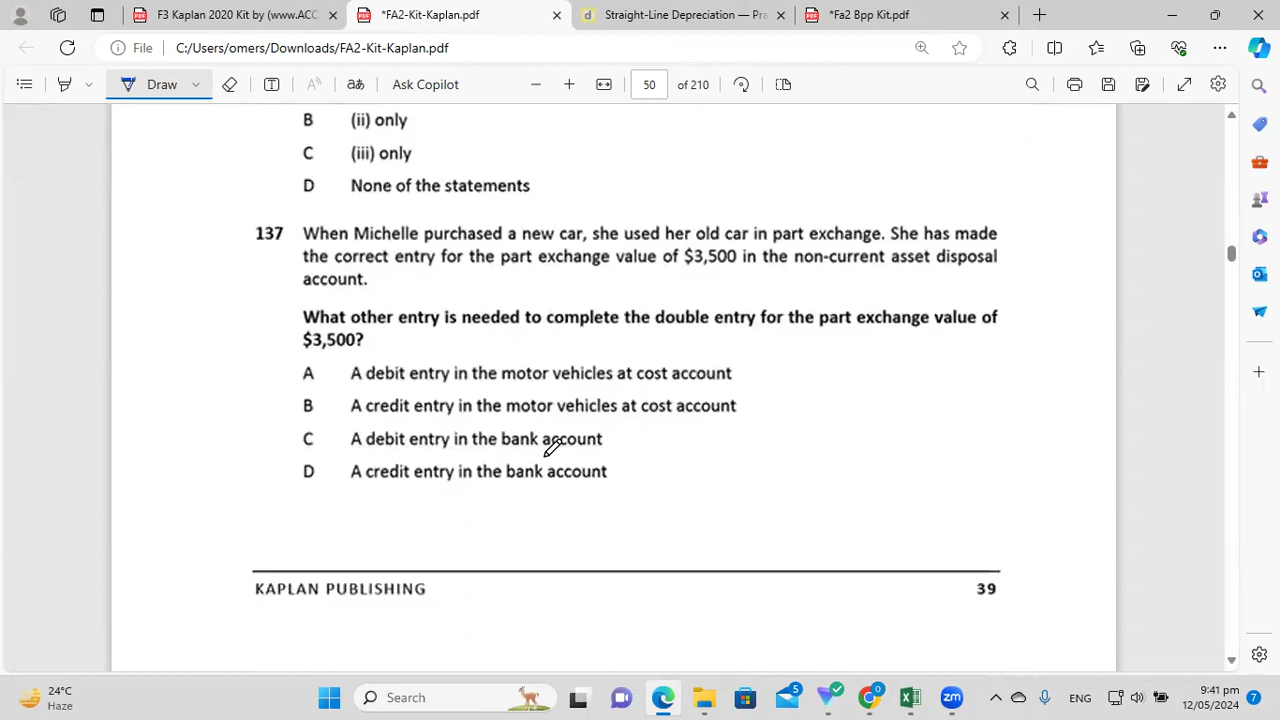 F3 Kaplan 2020 Kit by (www.ACC
*FA2-Kit-Kaplan.pdf
Straight-Line Depreciation — Pra
*Fa2 Bpp Kit.pdf
File
C:/Users/omers/Downloads/FA2-Kit-Kaplan.pdf
Draw
Ask Copilot
50 of 210
B (ii) only
C (iii) only
D None of the statements
137 When Michelle purchased a new car, she used her old car in part exchange. She has made
the correct entry for the part exchange value of $3,500 in the non-current asset disposal
account.
What other entry is needed to complete the double entry for the part exchange value of
$3,500?
A A debit entry in the motor vehicles at cost account
B A credit entry in the motor vehicles at cost account
C A debit entry in the bank account
D A credit entry in the bank account
KAPLAN PUBLISHING 39
24°C
Haze
Search
5
0
zm
ENG
9:41 pm
12/05/2024
7